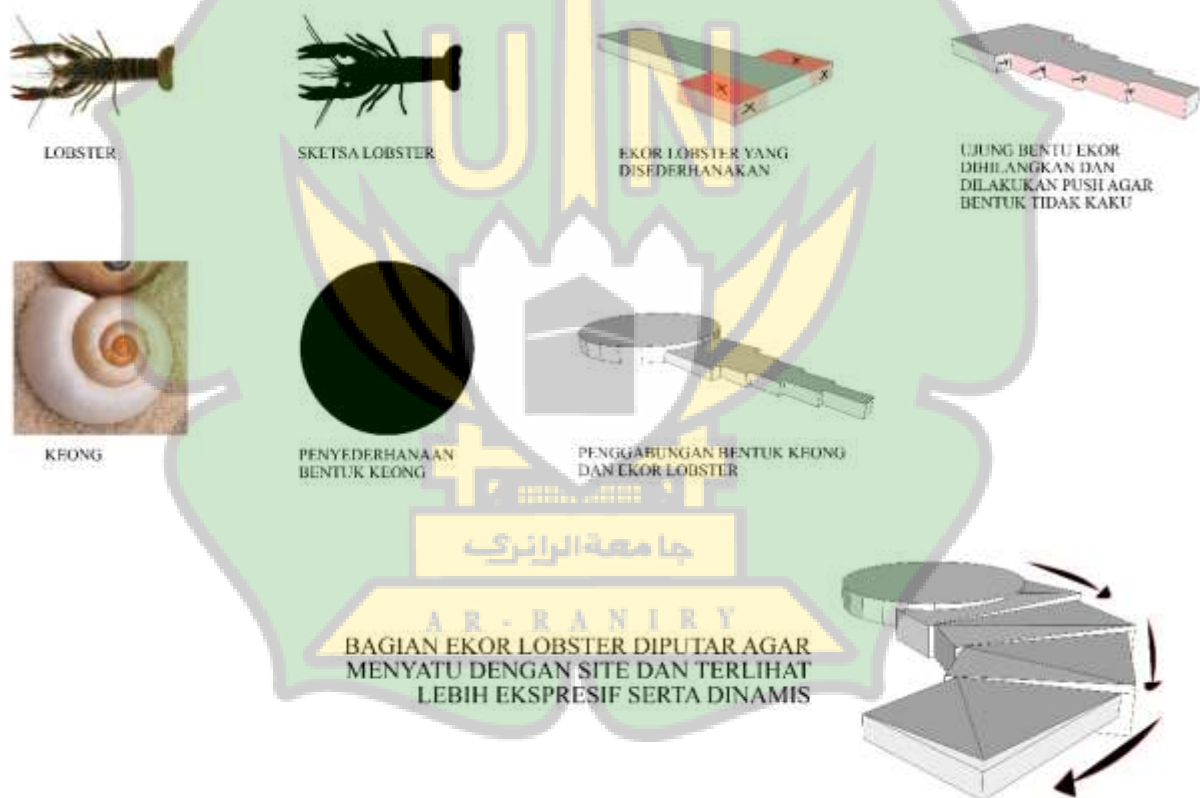 UIN
LOBSTER
SKETSA LOBSTER
EKOR LOBSTER YANG
DISEDERHANAKAN
UJUNG BENTU EKOR
DIHILANGKAN DAN
DILAKUKAN PUSH AGAR
BENTUK TIDAK KAKU
KEONG
PENYEDERHANAAN
BENTUK KEONG
PENGGABUNGAN BENTUK KEONG
DAN EKOR LOBSTER
جامعة الرانري
AR-RANIRY
BAGIAN EKOR LOBSTER DIPUTAR AGAR
MENYATU DENGAN SITE DAN TERLIHAT
LEBIH EKSPRESIF SERTA DINAMIS